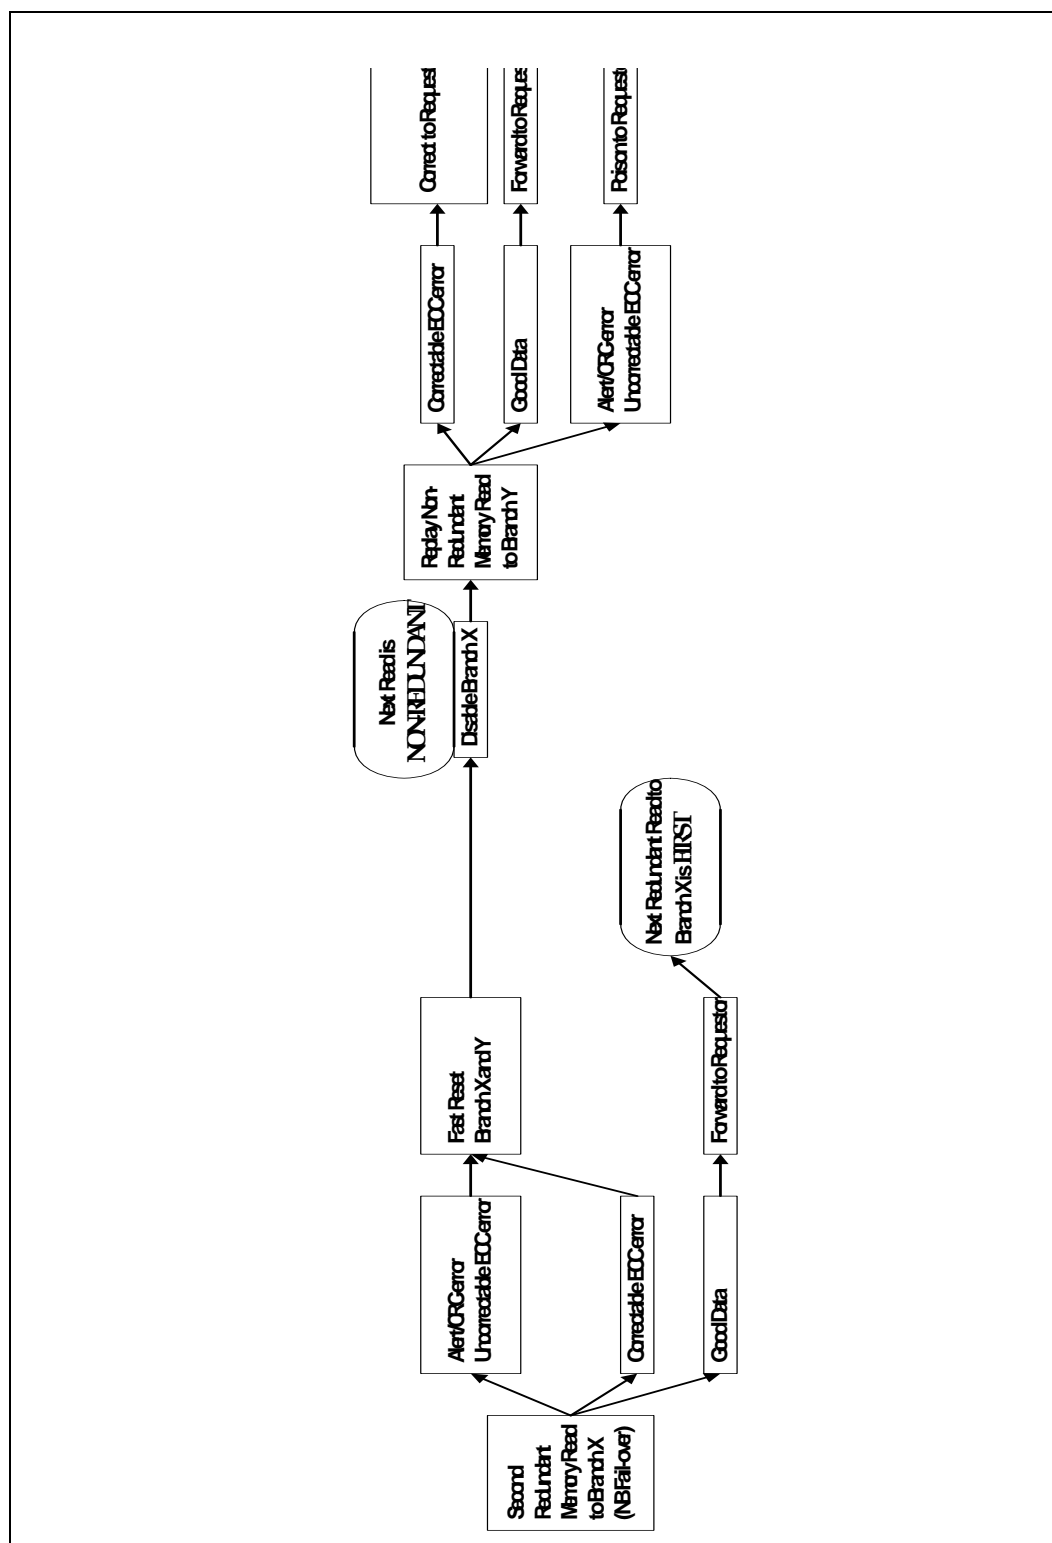 Second
Redundant
Memory Read
to Branch X
(NB Fail-over)
Alert/CRC error
Uncorrectable ECC error
Correctable ECC error
Good Data
Fast Reset
Branch X and Y
Forward to Requestor
Next Redundant Read to
Branch X is FIRST
Next Read is
NON-REDUNDANT
Disable Branch X
Replay Non-
Redundant
Memory Read
to Branch Y
Correctable ECC error
Good Data
Alert/CRC error
Uncorrectable ECC error
Correct to Request
Forward to Reques
Poison to Request